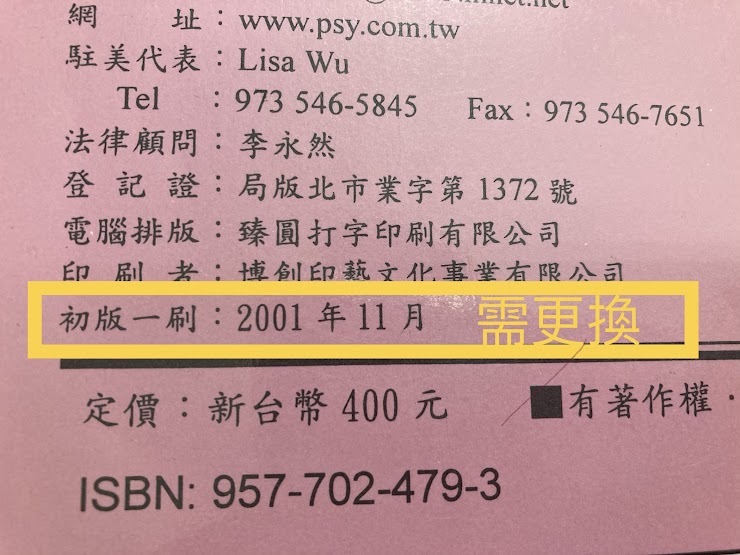 網 址：www.psy.com.tw
駐美代表：Lisa Wu
Tel ：973 546-5845 Fax：973 546-7651
法律顧問：李永然
登 記 證：局版北市業字第 1372 號
電腦排版：臻圓打字印刷有限公司
印 刷 者：博創印藝文化事業有限公司
初版一刷：2001 年 11 月 需更換
定價：新台幣 400 元 ■有著作權．
ISBN: 957-702-479-3